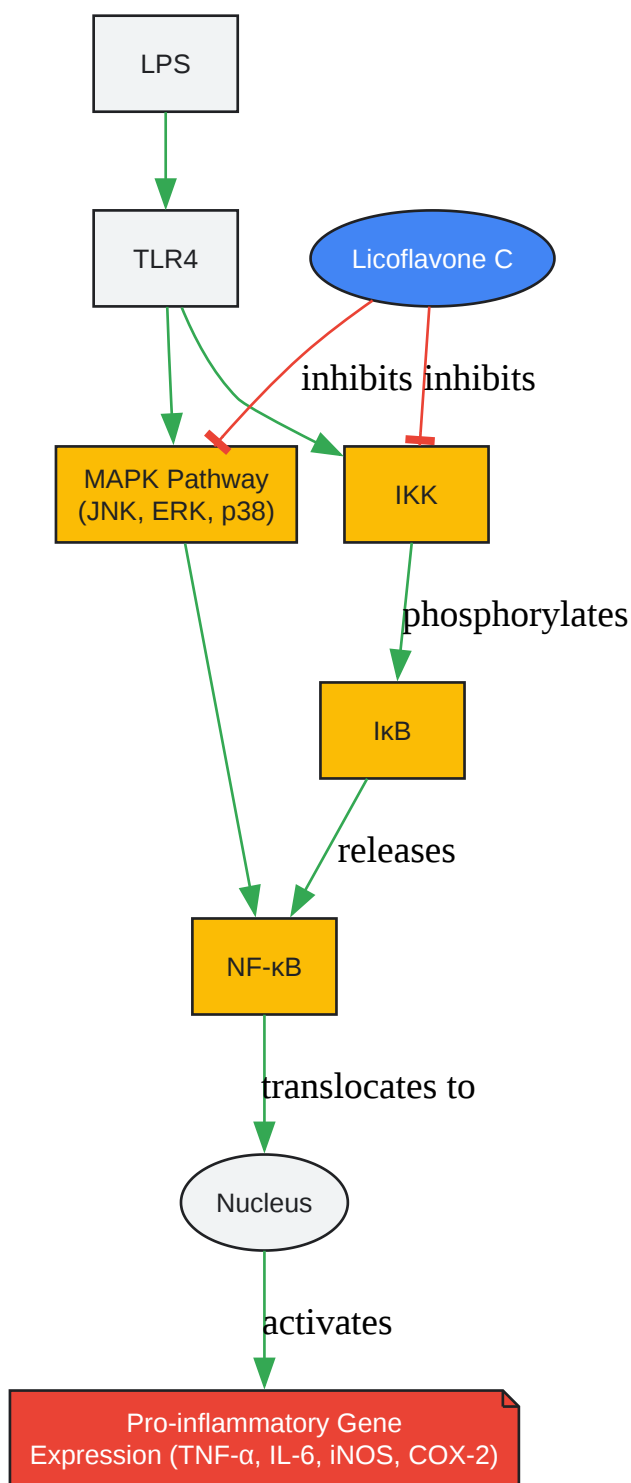 LPS
TLR4
Licoflavone C
inhibits
inhibits
MAPK Pathway
(JNK, ERK, p38)
IKK
phosphorylates
IκB
releases
NF-κB
translocates to
Nucleus
activates
Pro-inflammatory Gene
Expression (TNF-α, IL-6, iNOS, COX-2)